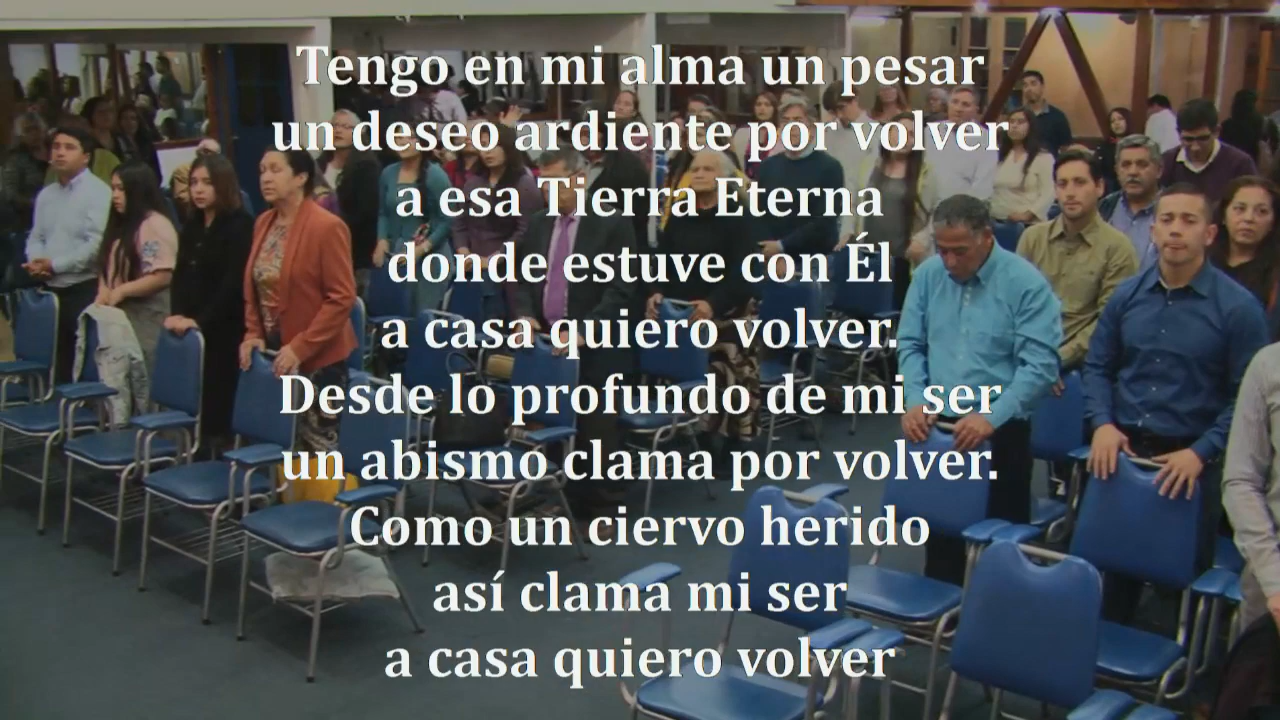 Tengo en mi alma un pesar
un deseo ardiente por volver
a esa Tierra Eterna
donde estuve con Él
a casa quiero volver.
Desde lo profundo de mi ser
un abismo clama por volver.
Como un ciervo herido
así clama mi ser
a casa quiero volver